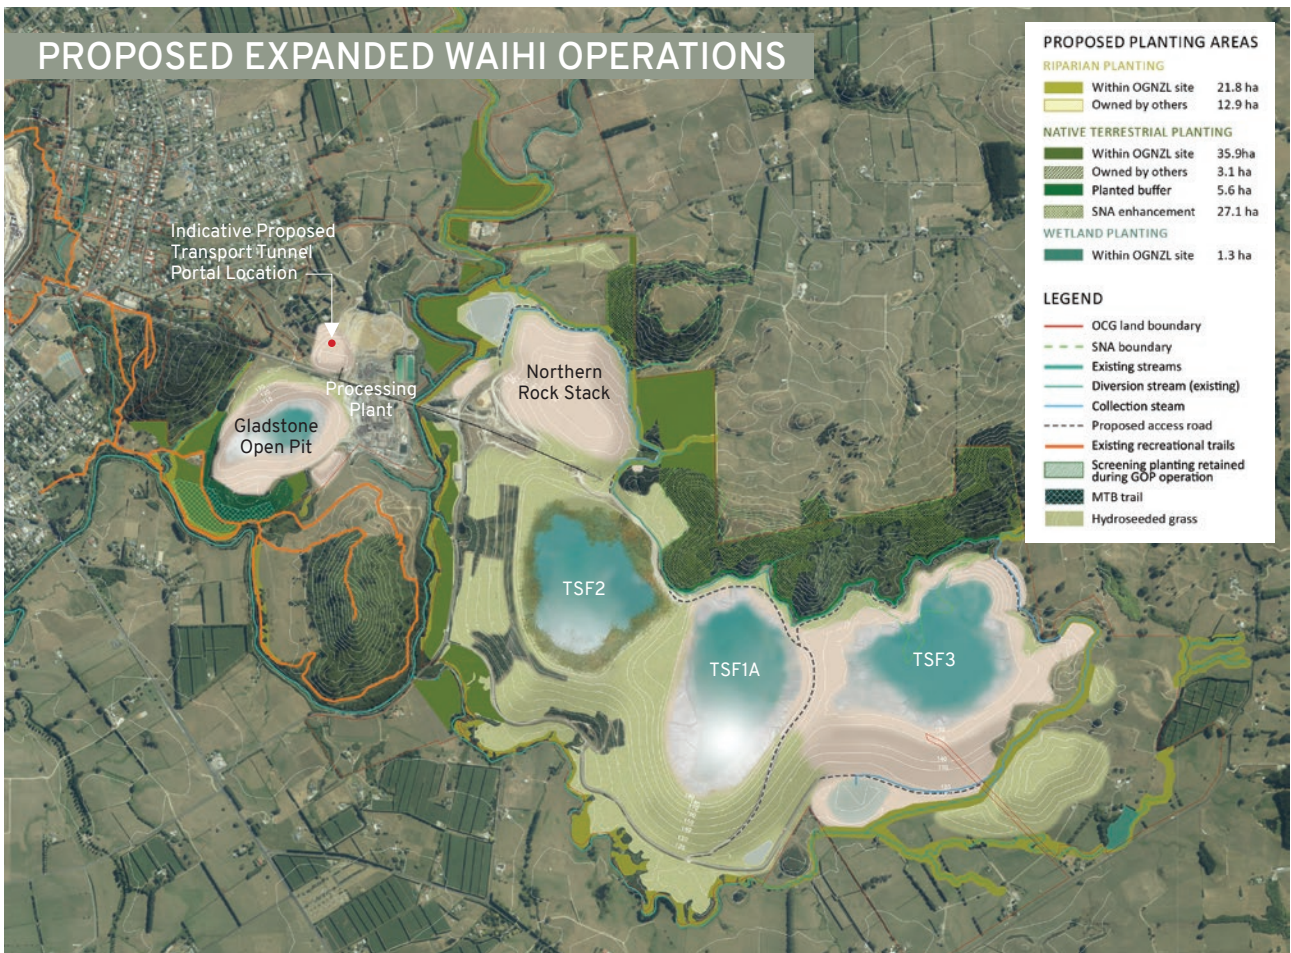 PROPOSED EXPANDED WAIHI OPERATIONS
Indicative Proposed
Transport Tunnel
Portal Location
Processing
Plant
Gladstone
Open Pit
Northern
Rock Stack
TSF2
TSF1A
TSF3
PROPOSED PLANTING AREAS
RIPARIAN PLANTING
Within OGNZL site 21.8 ha
Owned by others 12.9 ha
NATIVE TERRESTRIAL PLANTING
Within OGNZL site 35.9ha
Owned by others 3.1 ha
Planted buffer 5.6 ha
SNA enhancement 27.1 ha
WETLAND PLANTING
Within OGNZL site 1.3 ha
LEGEND
OCG land boundary
SNA boundary
Existing streams
Diversion stream (existing)
Collection steam
Proposed access road
Existing recreational trails
Screening planting retained
during GOP operation
MTB trail
Hydroseeded grass